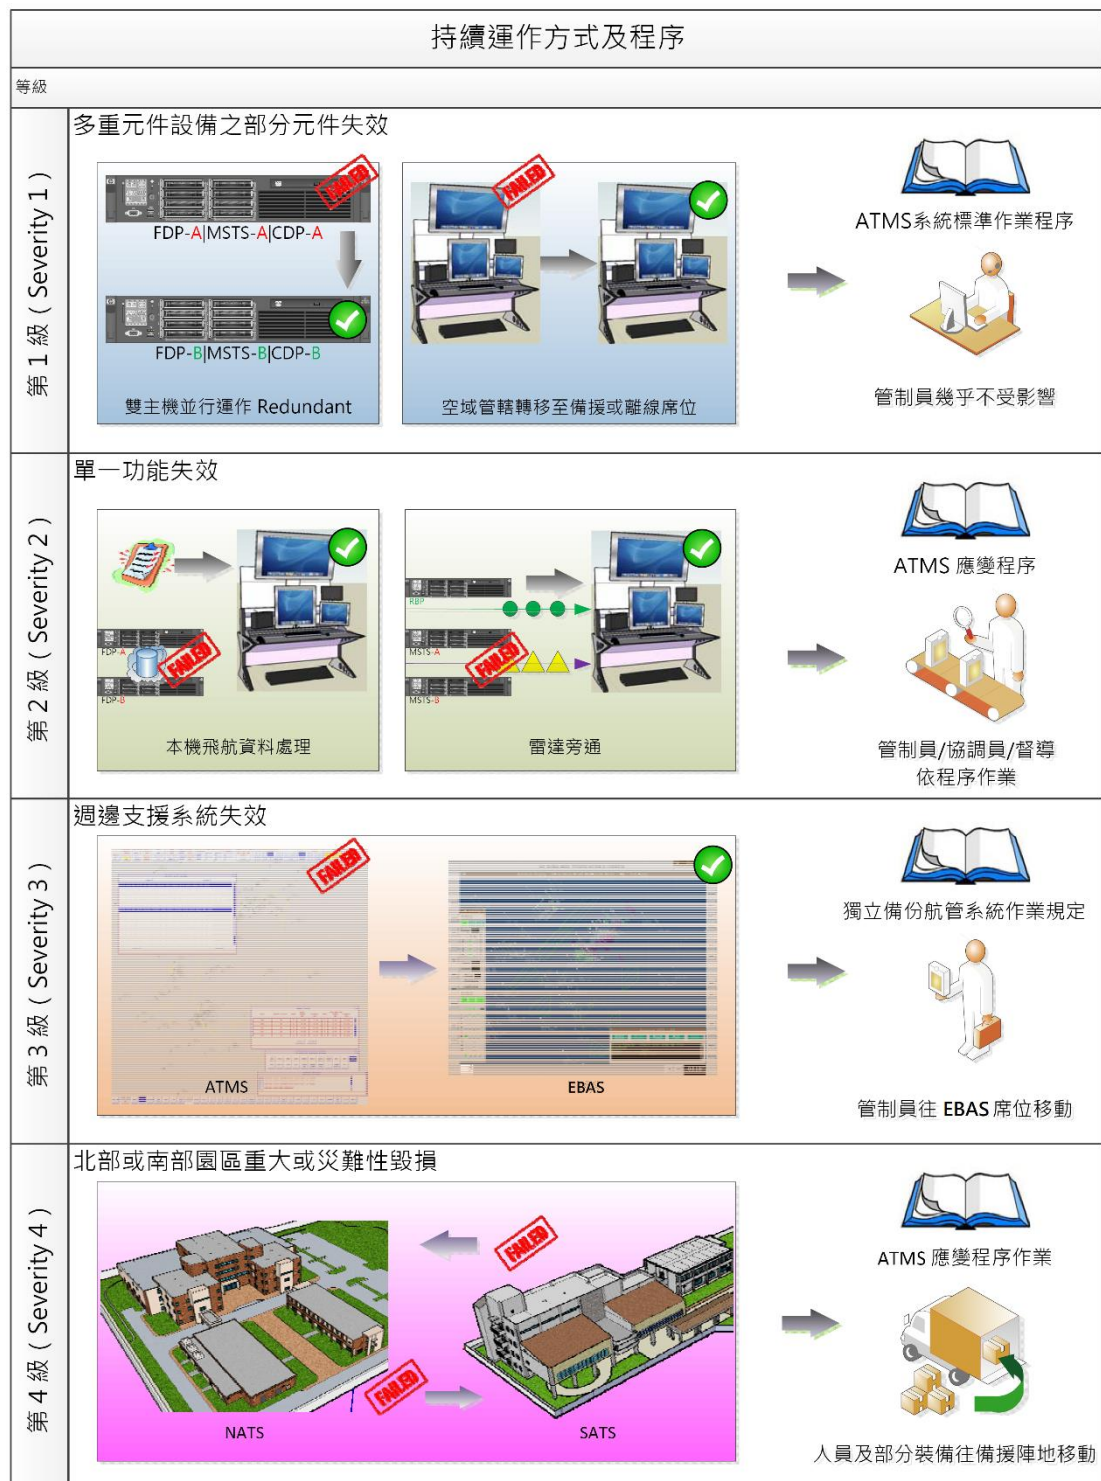 持續運作方式及程序
等級
第 1 級 ( Severity 1 )
多重元件設備之部分元件失效
FAILED
FDP-A|MSTS-A|CDP-A
FDP-B|MSTS-B|CDP-B
雙主機並行運作 Redundant
FAILED
空域管轄轉移至備援或離線席位
ATMS系統標準作業程序
管制員幾乎不受影響
第 2 級 ( Severity 2 )
單一功能失效
FDP-A
FAILED
FDP-B
本機飛航資料處理
RBP
MSTS-A
FAILED
MSTS-B
雷達旁通
ATMS 應變程序
管制員/協調員/督導
依程序作業
第 3 級 ( Severity 3 )
週邊支援系統失效
FAILED
ATMS
EBAS
獨立備份航管系統作業規定
管制員往 EBAS 席位移動
第 4 級 ( Severity 4 )
北部或南部園區重大或災難性毀損
FAILED
FAILED
NATS
SATS
ATMS 應變程序作業
人員及部分裝備往備援陣地移動